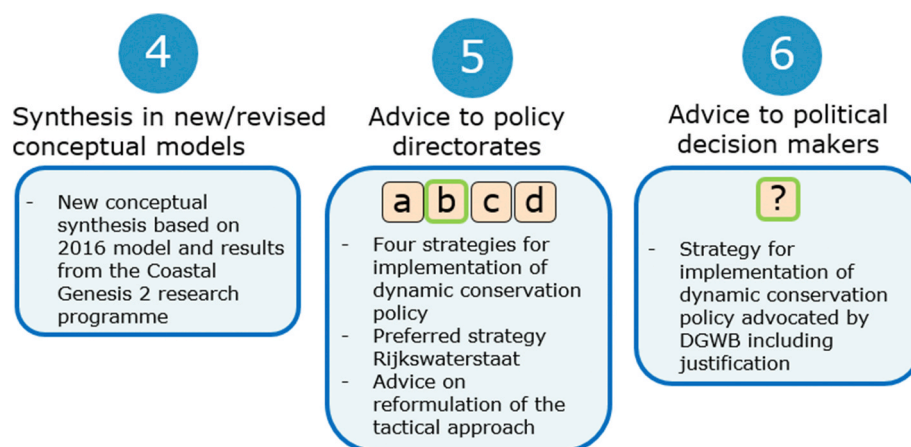 4
Synthesis in new/revised
conceptual models
- New conceptual
synthesis based on
2016 model and results
from the Coastal
Genesis 2 research
programme
5
Advice to policy
directorates
a b c d
- Four strategies for
implementation of
dynamic conservation
policy
- Preferred strategy
Rijkswaterstaat
- Advice on
reformulation of the
tactical approach
6
Advice to political
decision makers
?
- Strategy for
implementation of
dynamic conservation
policy advocated by
DGWB including
justification